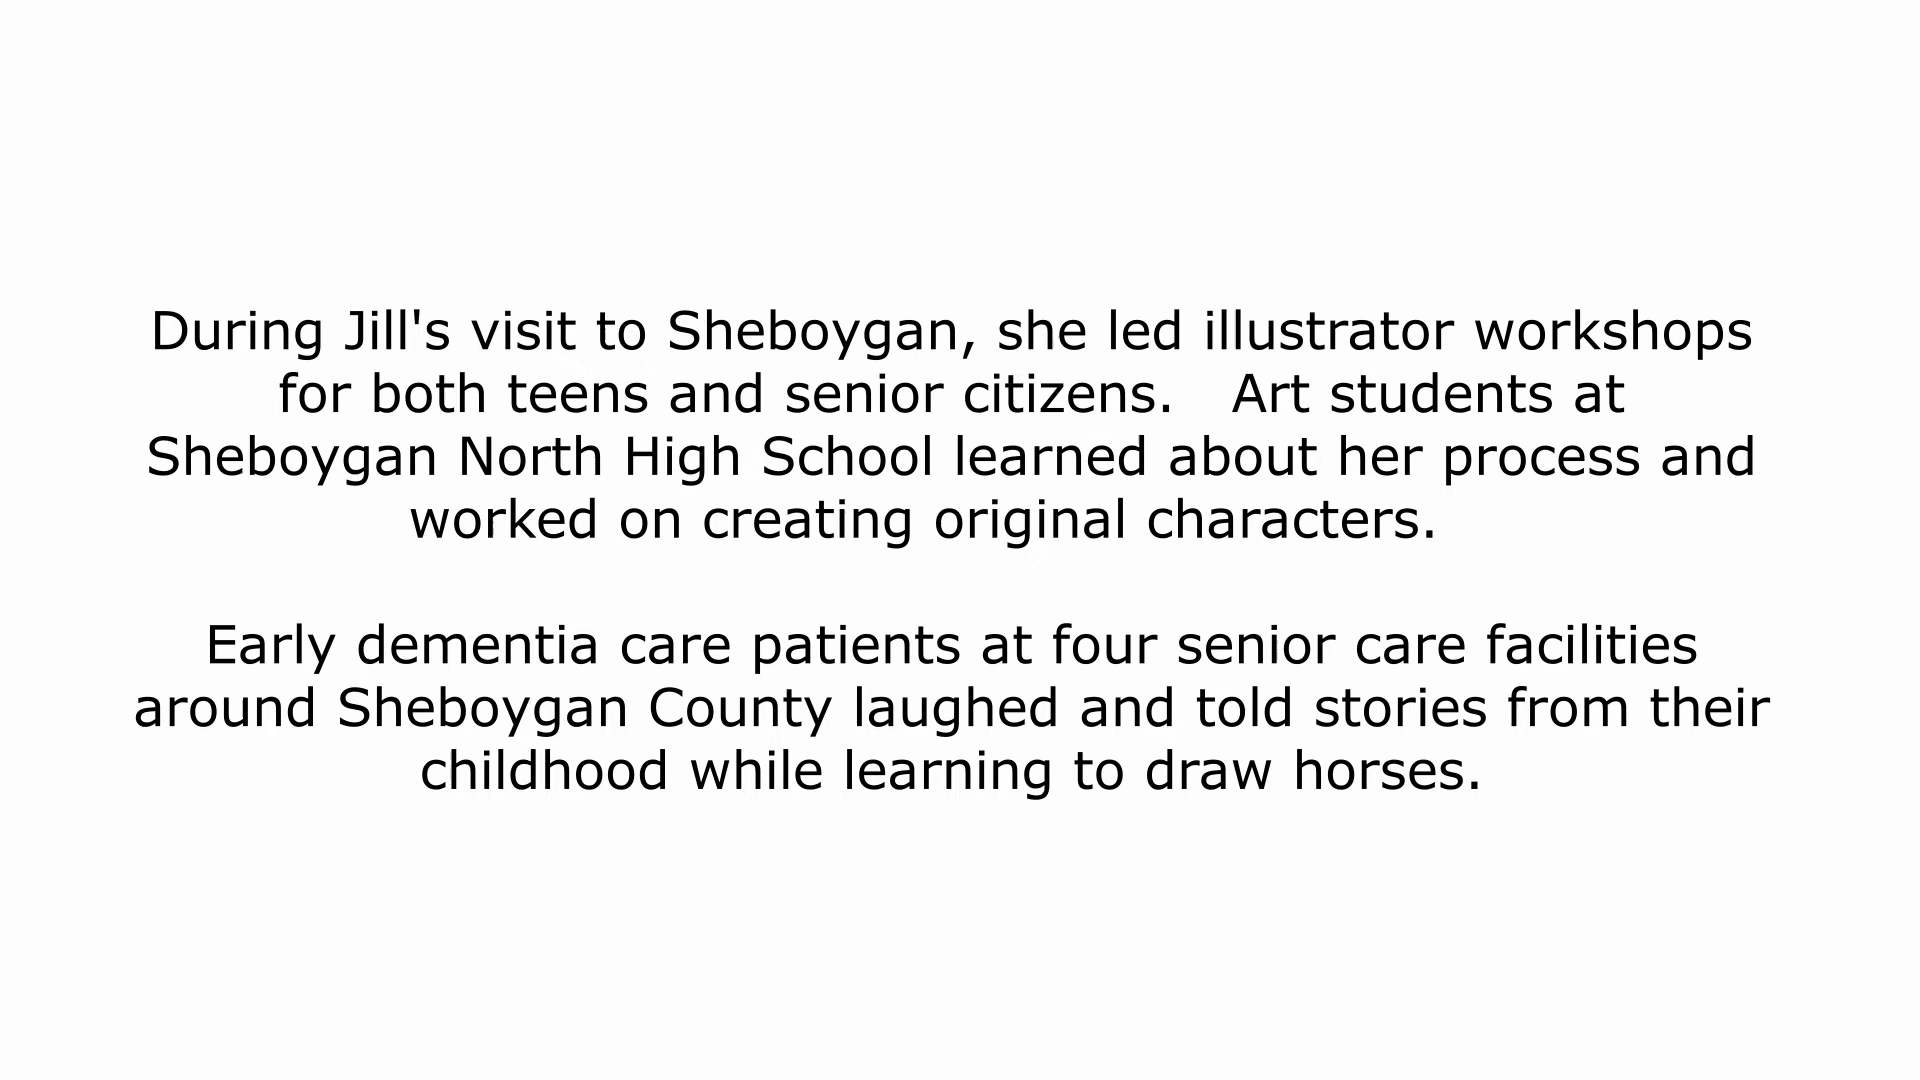 During Jill's visit to Sheboygan, she led illustrator workshops
for both teens and senior citizens.   Art students at
Sheboygan North High School learned about her process and
worked on creating original characters.
Early dementia care patients at four senior care facilities
around Sheboygan County laughed and told stories from their
childhood while learning to draw horses.